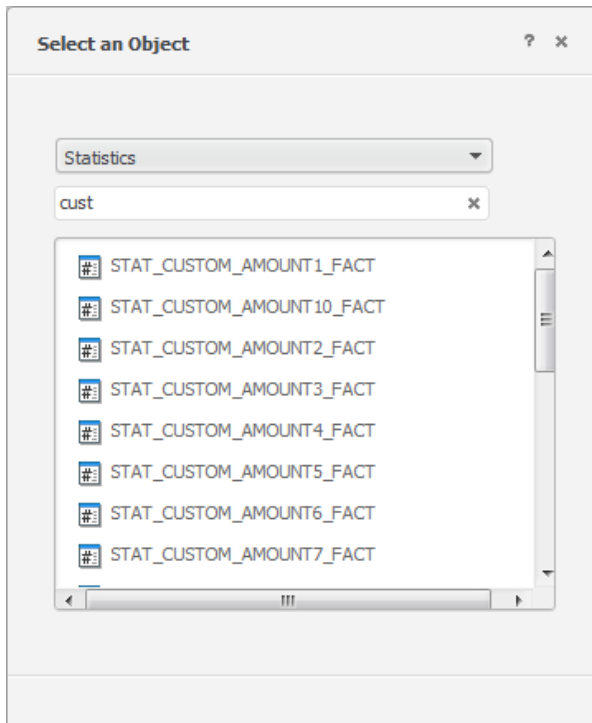 Select an Object ? ×
Statistics
cust
STAT_CUSTOM_AMOUNT1_FACT
STAT_CUSTOM_AMOUNT10_FACT
STAT_CUSTOM_AMOUNT2_FACT
STAT_CUSTOM_AMOUNT3_FACT
STAT_CUSTOM_AMOUNT4_FACT
STAT_CUSTOM_AMOUNT5_FACT
STAT_CUSTOM_AMOUNT6_FACT
STAT_CUSTOM_AMOUNT7_FACT